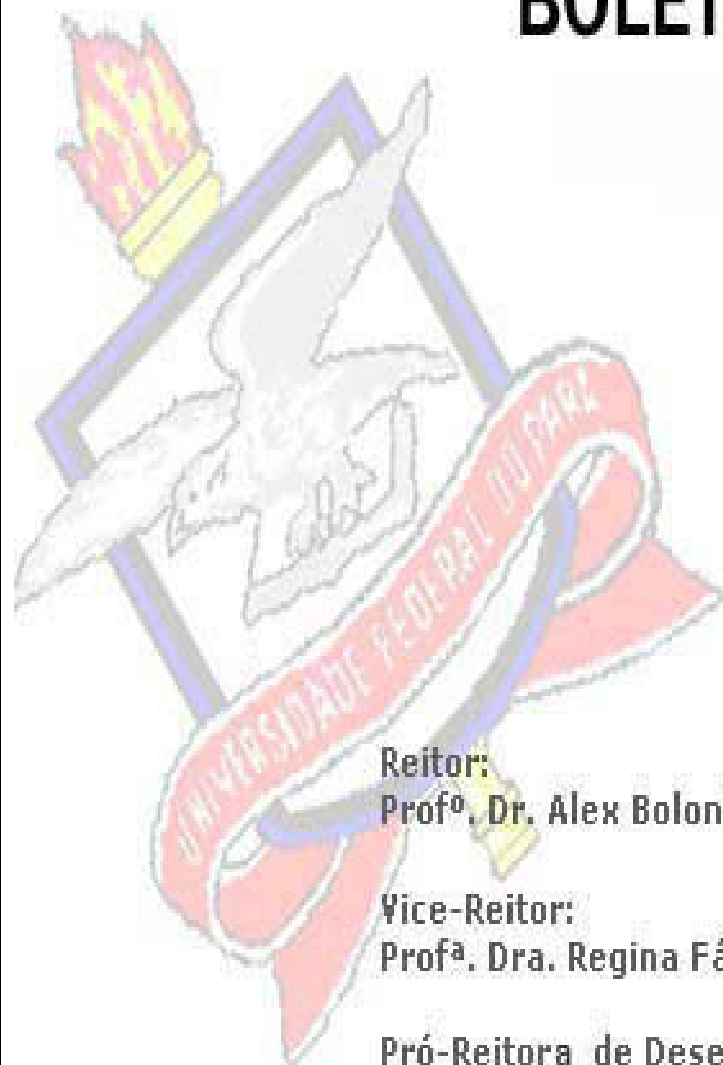 BOLETI
UNIVERSIDADE FEDERAL DO PARÁ
Reitor:
Profº. Dr. Alex Bolon
Vice-Reitor:
Profª. Dra. Regina Fá
Pró-Reitora de Dese